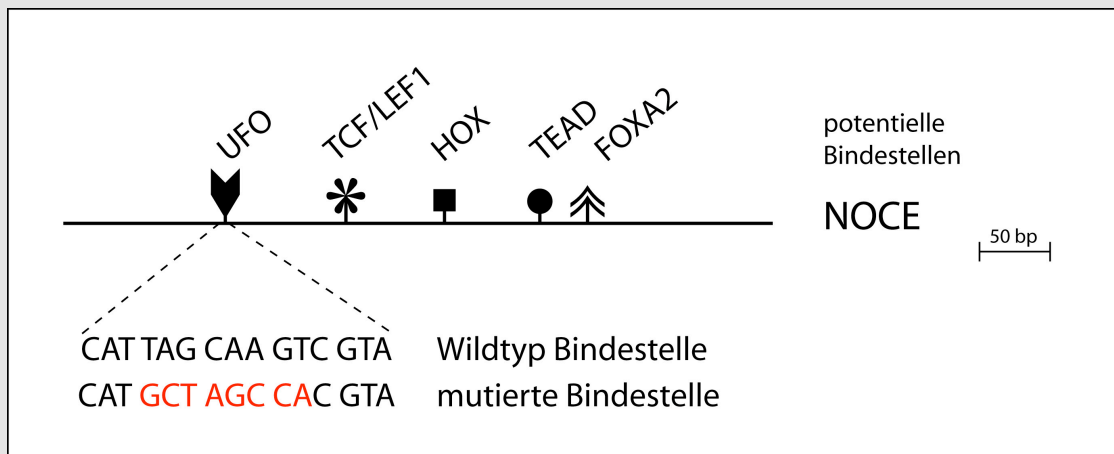 UFO
TCF/LEF1
HOX
TEAD
FOXA2
potentielle
Bindestellen
NOCE
50 bp
CAT TAG CAA GTC GTA Wildtyp Bindestelle
CAT GCT AGC CAC GTA mutierte Bindestelle